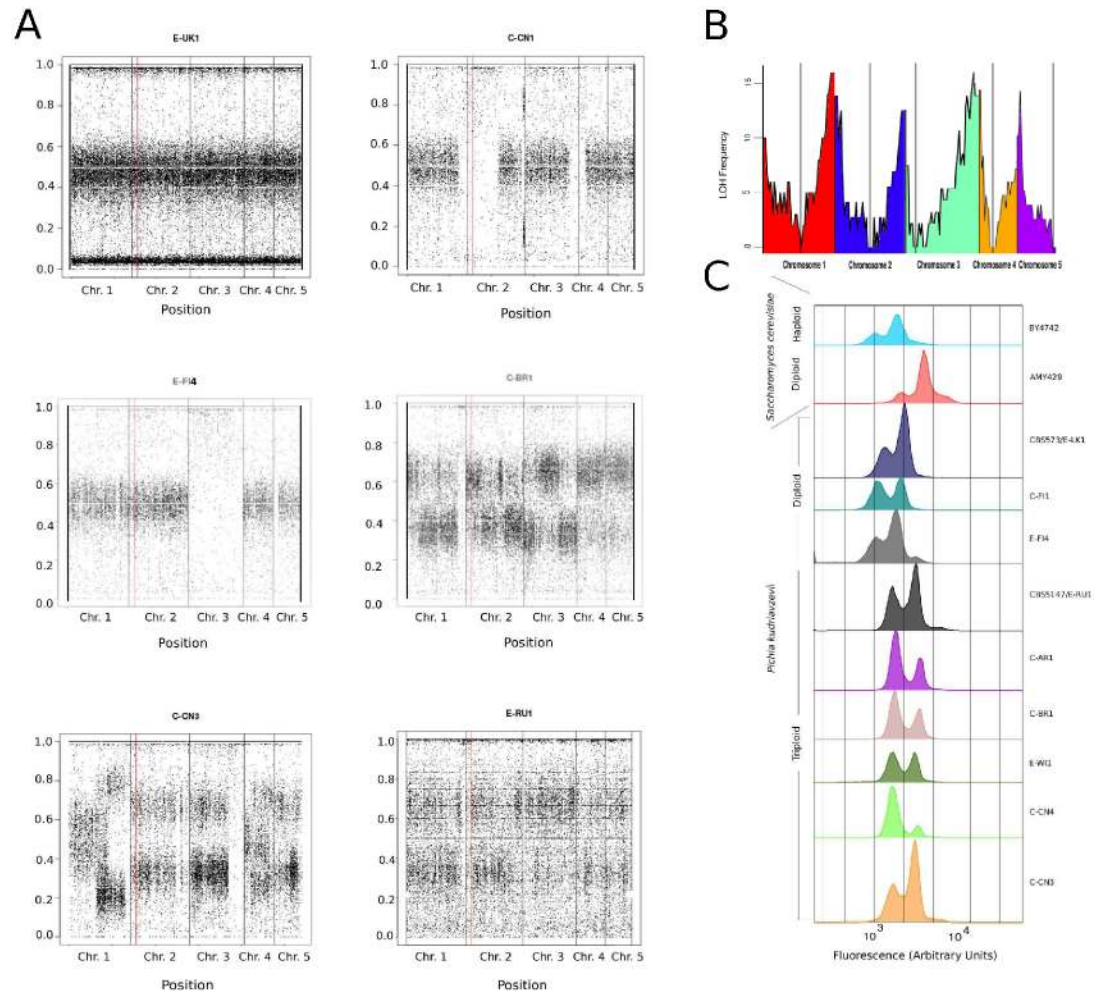 A
E-UK1
1.0
0.8
0.6
0.4
0.2
0.0
Chr. 1 Chr. 2 Chr. 3 Chr. 4 Chr. 5
Position
C-CN1
1.0
0.8
0.6
0.4
0.2
0.0
Chr. 1 Chr. 2 Chr. 3 Chr. 4 Chr. 5
Position
E-FI4
1.0
0.8
0.6
0.4
0.2
0.0
Chr. 1 Chr. 2 Chr. 3 Chr. 4 Chr. 5
Position
C-BR1
1.0
0.8
0.6
0.4
0.2
0.0
Chr. 1 Chr. 2 Chr. 3 Chr. 4 Chr. 5
Position
C-CN3
1.0
0.8
0.6
0.4
0.2
0.0
Chr. 1 Chr. 2 Chr. 3 Chr. 4 Chr. 5
Position
E-RU1
1.0
0.8
0.6
0.4
0.2
0.0
Chr. 1 Chr. 2 Chr. 3 Chr. 4 Chr. 5
Position
B
LOH Frequency
15
10
5
0
Chromosome 1 Chromosome 2 Chromosome 3 Chromosome 4 Chromosome 5
C
Saccharomyces cerevisiae
Haploid
Diploid
Pichia kudriavzevii
Diploid
Triploid
BY4742
AMY429
CBS573/E-LK1
C-FI1
E-FI4
CBS5147/E-RU1
C-AR1
C-BR1
E-WI1
C-CN4
C-CN3
10³ 10⁴
Fluorescence (Arbitrary Units)